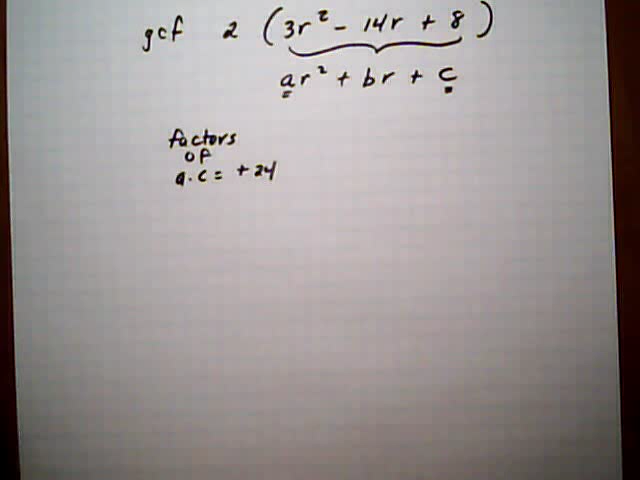 gcf 2 (3r² - 14r + 8)
ar² + br + c
factors
of
a.c = +24